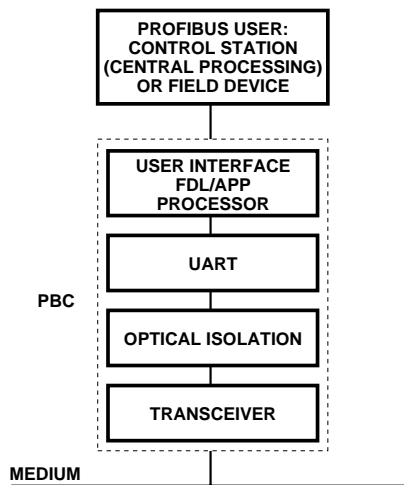 PROFIBUS USER:
CONTROL STATION
(CENTRAL PROCESSING)
OR FIELD DEVICE
USER INTERFACE
FDL/APP
PROCESSOR
UART
PBC
OPTICAL ISOLATION
TRANSCEIVER
MEDIUM